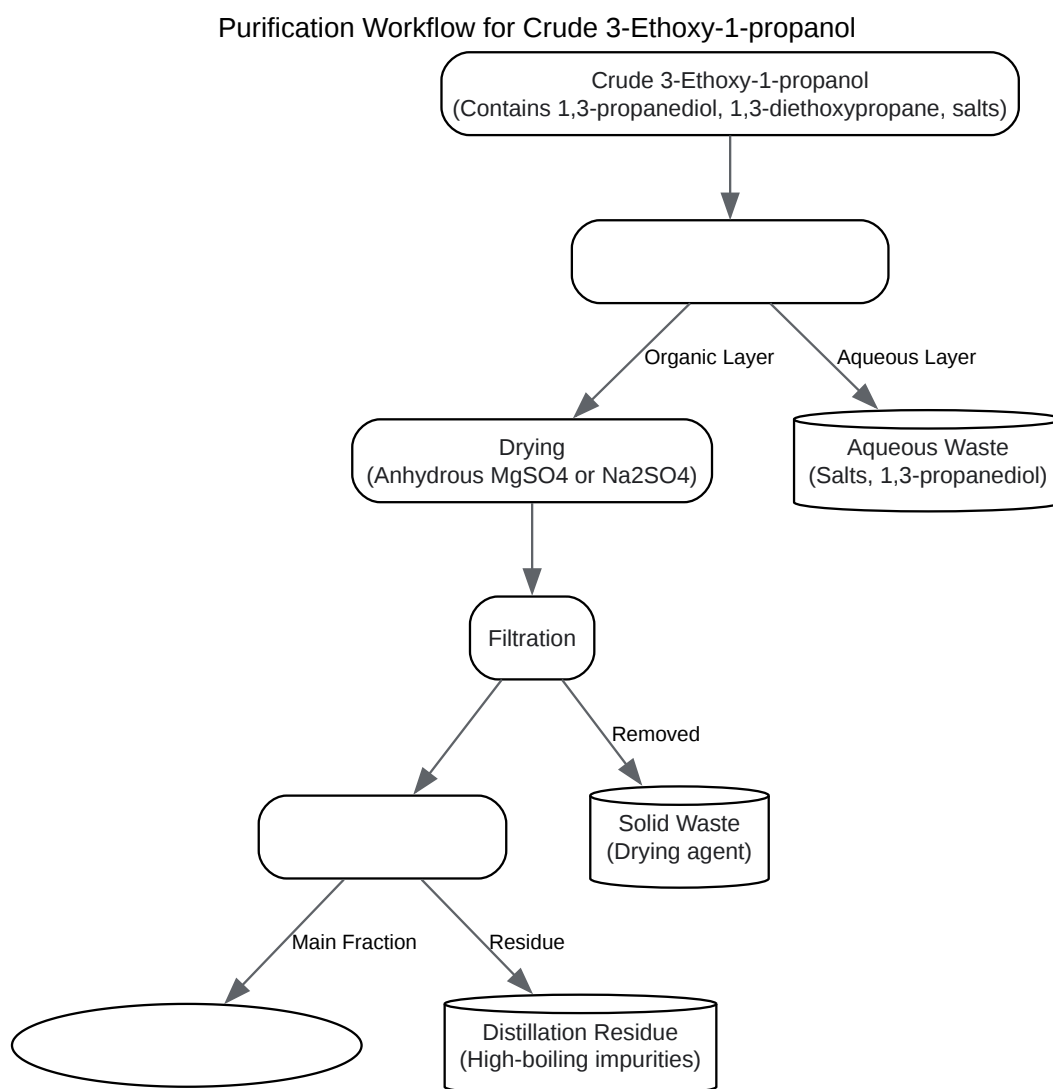 Purification Workflow for Crude 3-Ethoxy-1-propanol
Crude 3-Ethoxy-1-propanol
(Contains 1,3-propanediol, 1,3-diethoxypropane, salts)
Organic Layer
Aqueous Layer
Drying
(Anhydrous MgSO4 or Na2SO4)
Aqueous Waste
(Salts, 1,3-propanediol)
Filtration
Removed
Solid Waste
(Drying agent)
Main Fraction
Residue
Distillation Residue
(High-boiling impurities)